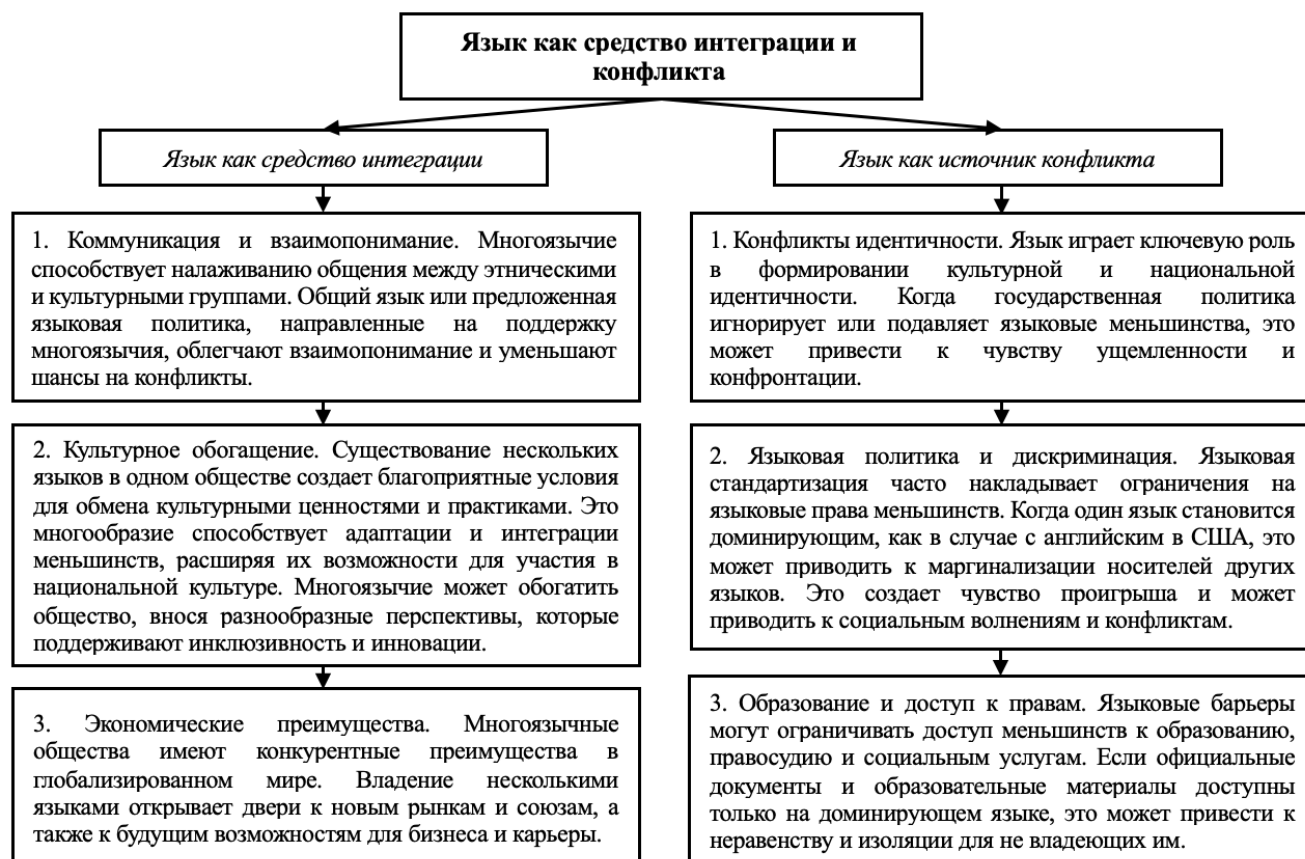 Язык как средство интеграции и
конфликта
Язык как средство интеграции
1. Коммуникация и взаимопонимание. Многоязычие
способствует налаживанию общения между этническими
и культурными группами. Общий язык или предложенная
языковая политика, направленные на поддержку
многоязычия, облегчают взаимопонимание и уменьшают
шансы на конфликты.
2. Культурное обогащение. Существование нескольких
языков в одном обществе создает благоприятные условия
для обмена культурными ценностями и практиками. Это
многообразие способствует адаптации и интеграции
меньшинств, расширяя их возможности для участия в
национальной культуре. Многоязычие может обогатить
общество, внося разнообразные перспективы, которые
поддерживают инклюзивность и инновации.
3. Экономические преимущества. Многоязычные
общества имеют конкурентные преимущества в
глобализированном мире. Владение несколькими
языками открывает двери к новым рынкам и союзам, а
также к будущим возможностям для бизнеса и карьеры.
Язык как источник конфликта
1. Конфликты идентичности. Язык играет ключевую роль
в формировании культурной и национальной
идентичности. Когда государственная политика
игнорирует или подавляет языковые меньшинства, это
может привести к чувству ущемленности и
конфронтации.
2. Языковая политика и дискриминация. Языковая
стандартизация часто накладывает ограничения на
языковые права меньшинств. Когда один язык становится
доминирующим, как в случае с английским в США, это
может приводить к маргинализации носителей других
языков. Это создает чувство проигрыша и может
приводить к социальным волнениям и конфликтам.
3. Образование и доступ к правам. Языковые барьеры
могут ограничивать доступ меньшинств к образованию,
правосудию и социальным услугам. Если официальные
документы и образовательные материалы доступны
только на доминирующем языке, это может привести к
неравенству и изоляции для не владеющих им.